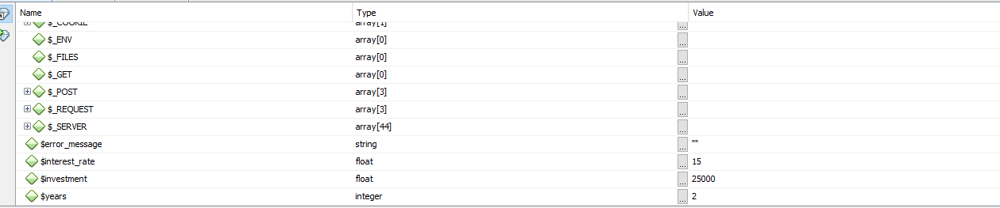 Name Type Value
$_COOKIE array[1] ...
$_ENV array[0] ...
$_FILES array[0] ...
$_GET array[0] ...
$_POST array[3] ...
$_REQUEST array[3] ...
$_SERVER array[44] ...
$error_message string ... ""
$interest_rate float ... 15
$investment float ... 25000
$years integer ... 2